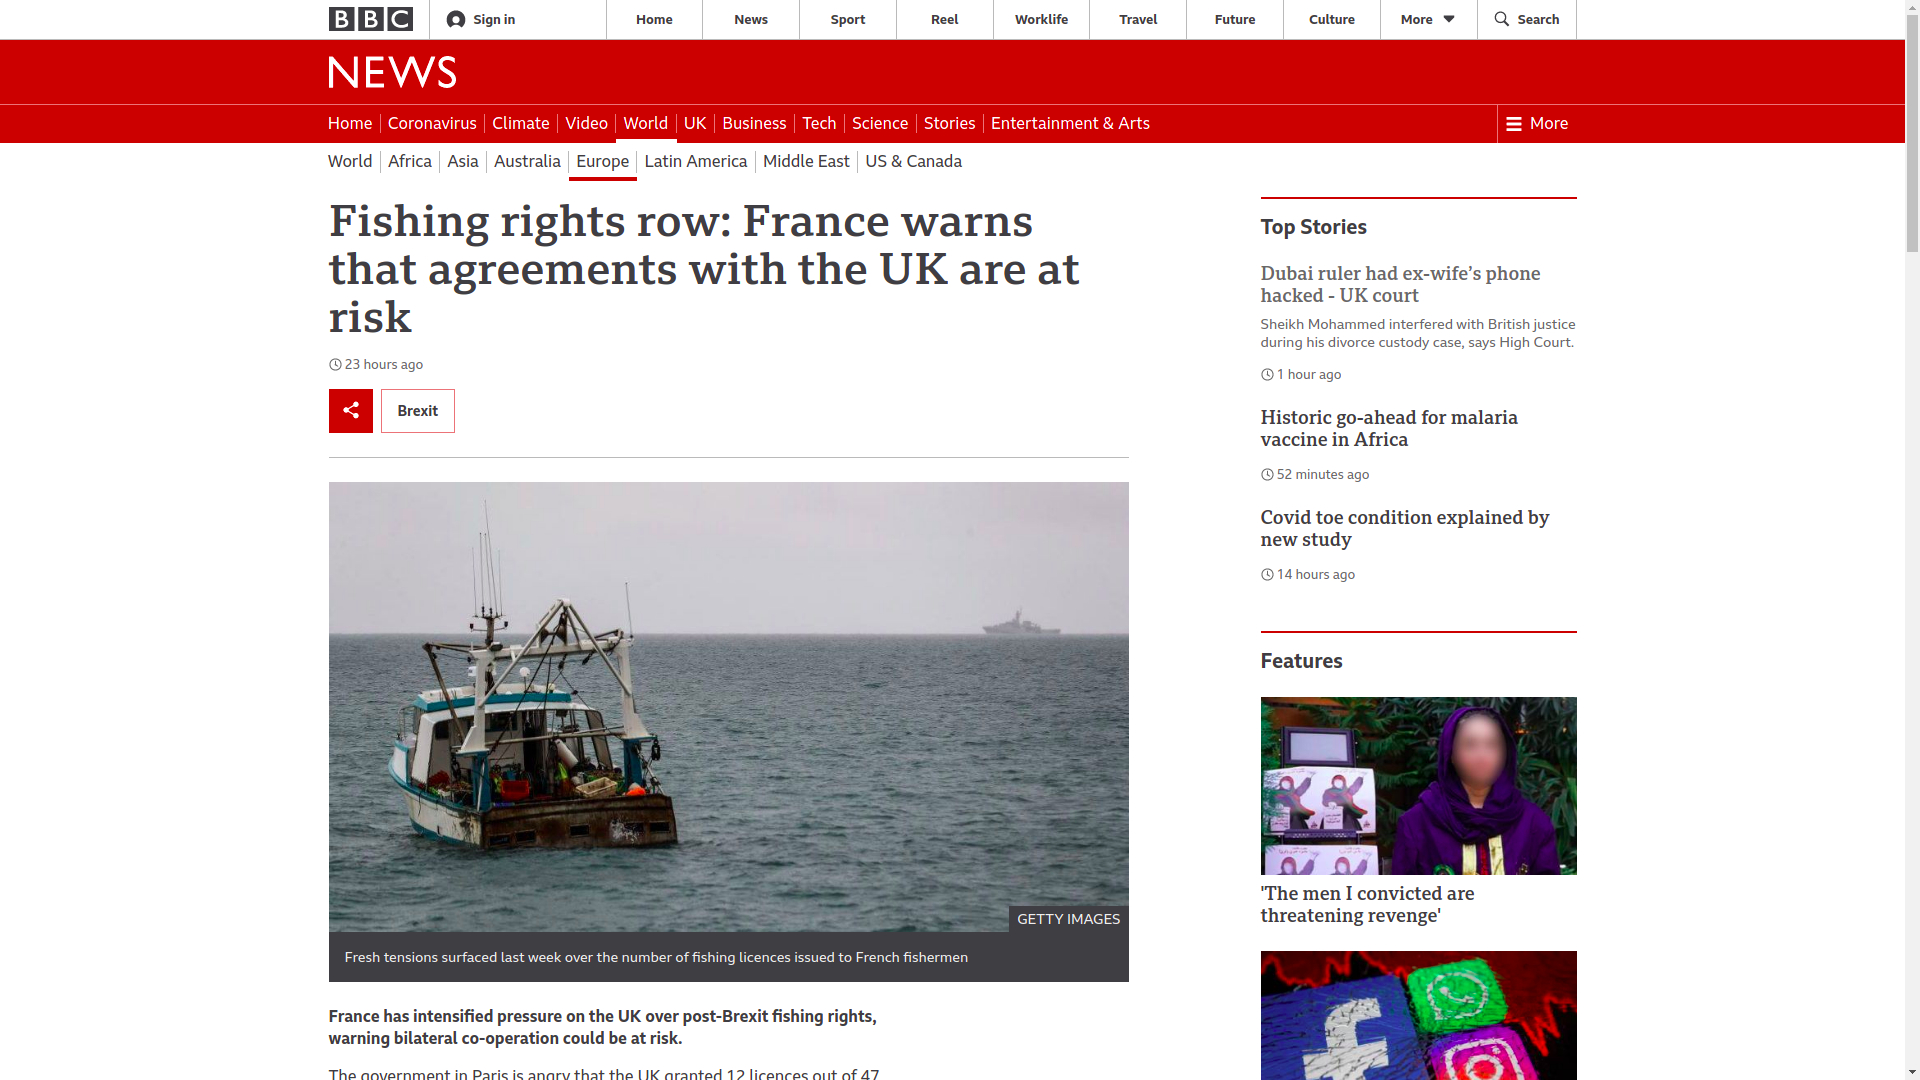 BBC
Sign in
Home
News
Sport
Reel
Worklife
Travel
Future
Culture
More
Search
NEWS
Home
Coronavirus
Climate
Video
World
UK
Business
Tech
Science
Stories
Entertainment & Arts
More
World
Africa
Asia
Australia
Europe
Latin America
Middle East
US & Canada
Fishing rights row: France warns
that agreements with the UK are at
risk
23 hours ago
Brexit
GETTY IMAGES
Fresh tensions surfaced last week over the number of fishing licences issued to French fishermen
France has intensified pressure on the UK over post-Brexit fishing rights,
warning bilateral co-operation could be at risk.
The government in Paris is angry that the UK granted 12 licences out of 47
Top Stories
Dubai ruler had ex-wife’s phone
hacked - UK court
Sheikh Mohammed interfered with British justice
during his divorce custody case, says High Court.
1 hour ago
Historic go-ahead for malaria
vaccine in Africa
52 minutes ago
Covid toe condition explained by
new study
14 hours ago
Features
'The men I convicted are
threatening revenge'